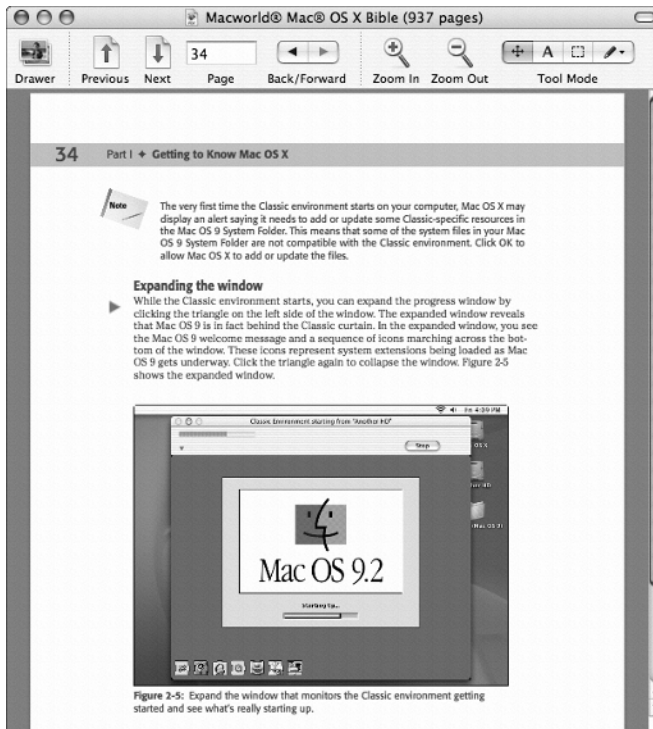 Macworld® Mac® OS X Bible (937 pages)
34
A
Drawer Previous Next Page Back/Forward Zoom In Zoom Out Tool Mode
34 Part I ✦ Getting to Know Mac OS X
Note
The very first time the Classic environment starts on your computer, Mac OS X may
display an alert saying it needs to add or update some Classic-specific resources in
the Mac OS 9 System Folder. This means that some of the system files in your Mac
OS 9 System Folder are not compatible with the Classic environment. Click OK to
allow Mac OS X to add or update the files.
Expanding the window
While the Classic environment starts, you can expand the progress window by
clicking the triangle on the left side of the window. The expanded window reveals
that Mac OS 9 is in fact behind the Classic curtain. In the expanded window, you see
the Mac OS 9 welcome message and a sequence of icons marching across the bot-
tom of the window. These icons represent system extensions being loaded as Mac
OS 9 gets underway. Click the triangle again to collapse the window. Figure 2-5
shows the expanded window.
Fri 4:09 PM
Classic Environment starting from "Another HD"
Stop
OS X
Mac OS 9.2
Starting Up...
Figure 2-5: Expand the window that monitors the Classic environment getting
started and see what's really starting up.